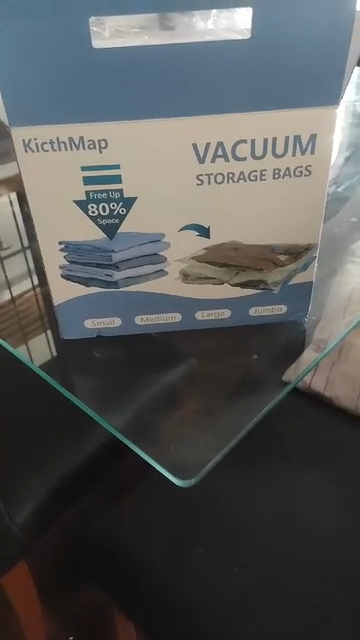 KicthMap
VACUUM
STORAGE BAGS
Free Up
80%
Space
Small
Medium
Large
Jumbo